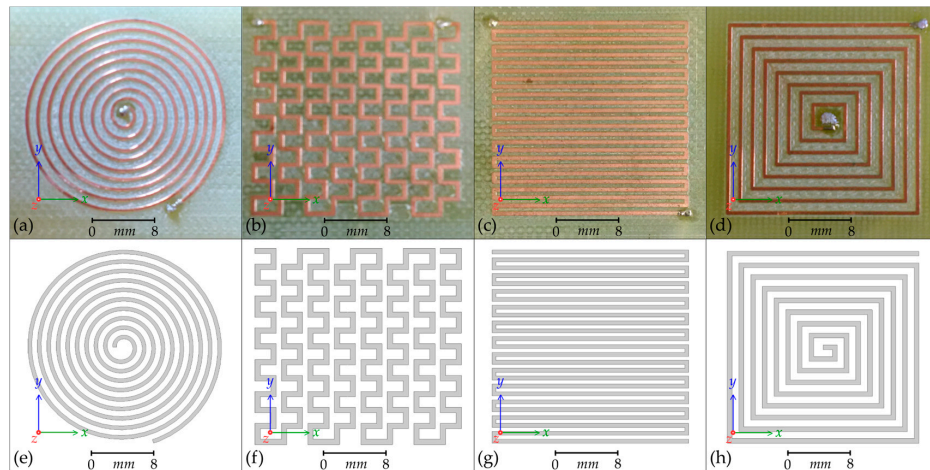 y
z x
(a) 0 mm 8
y
z x
(b) 0 mm 8
y
z x
(c) 0 mm 8
y
z x
(d) 0 mm 8
y
z x
(e) 0 mm 8
y
z x
(f) 0 mm 8
y
z x
(g) 0 mm 8
y
z x
(h) 0 mm 8